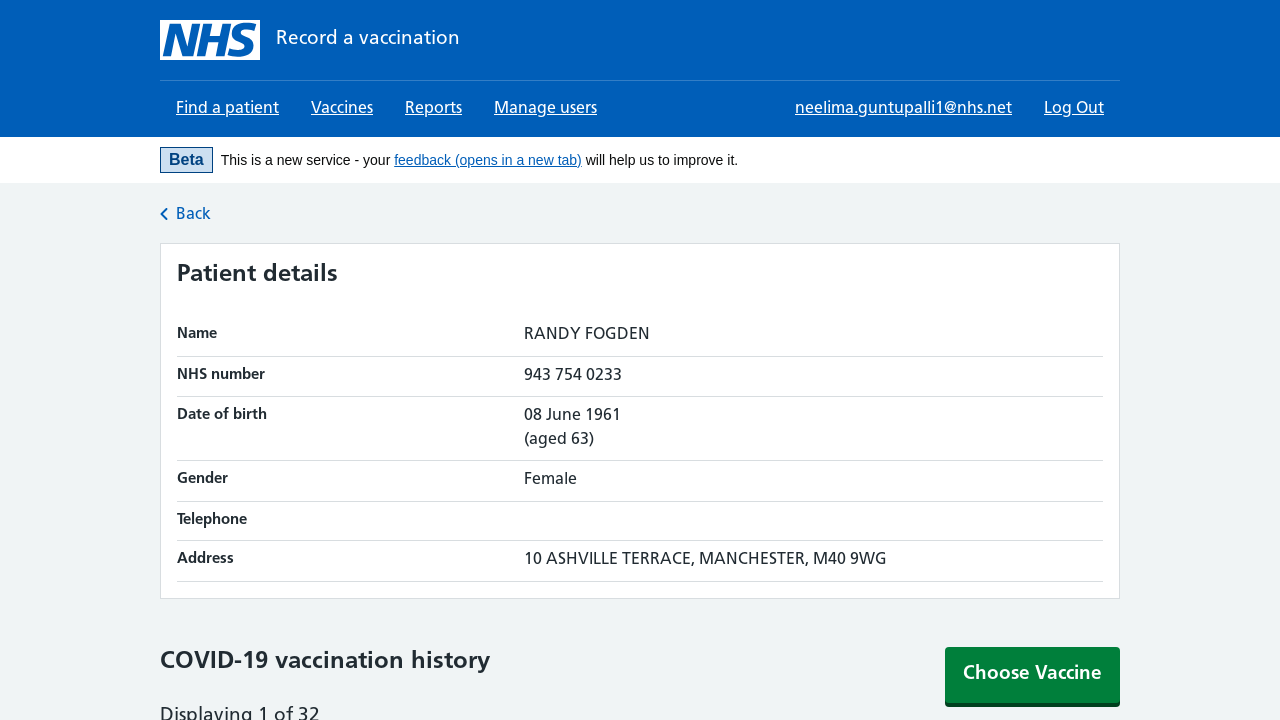 NHS Record a vaccination
Find a patient Vaccines Reports Manage users neelima.guntupalli1@nhs.net Log Out
Beta This is a new service - your feedback (opens in a new tab) will help us to improve it.
Back
Patient details
Name RANDY FOGDEN
NHS number 943 754 0233
Date of birth 08 June 1961
(aged 63)
Gender Female
Telephone
Address 10 ASHVILLE TERRACE, MANCHESTER, M40 9WG
COVID-19 vaccination history Choose Vaccine
Displaying 1 of 32